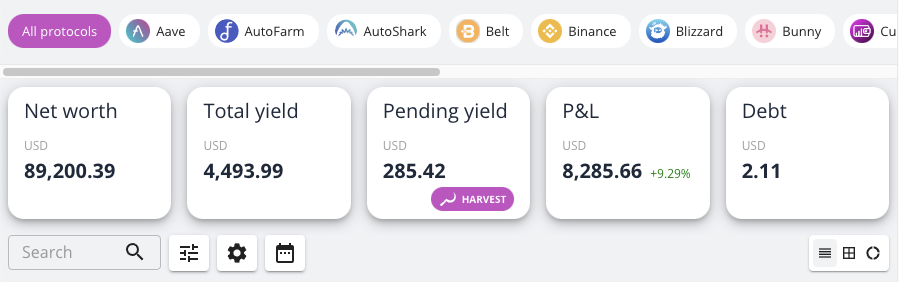 All protocols Aave AutoFarm AutoShark Belt Binance Blizzard Bunny Cu
Net worth Total yield Pending yield P&L Debt
USD USD USD USD USD
89,200.39 4,493.99 285.42 8,285.66 +9.29% 2.11
HARVEST
Search